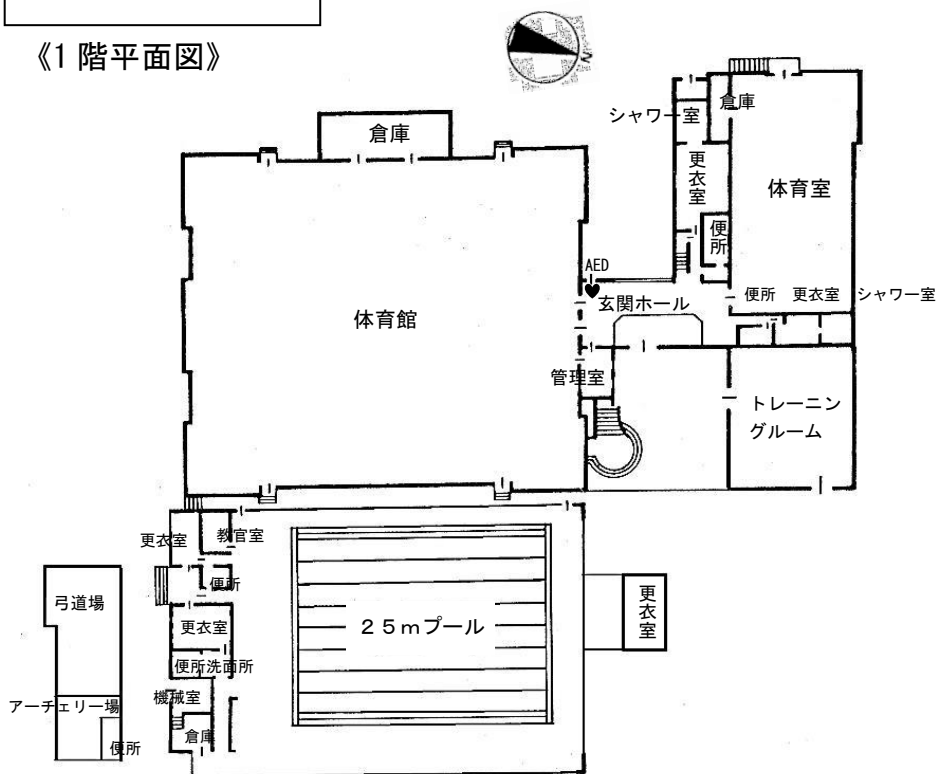 《1階平面図》
N
倉庫
シャワー室
倉庫
更衣室
体育室
便所
AED
玄関ホール
便所
更衣室
シャワー室
体育館
管理室
トレーニン
グルーム
更衣室
教官室
便所
弓道場
更衣室
25mプール
更衣室
便所
洗面所
機械室
アーチェリー場
倉庫
便所